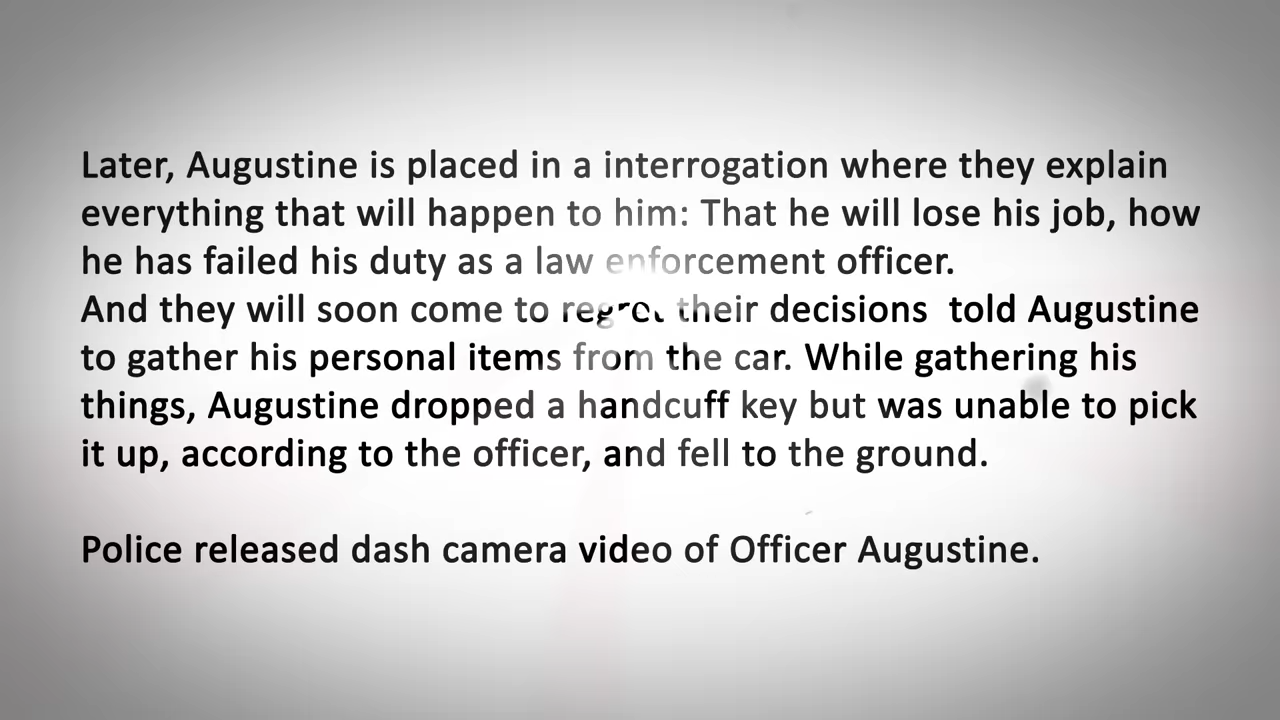 Later, Augustine is placed in a interrogation where they explain
everything that will happen to him: That he will lose his job, how
he has failed his duty as a law enforcement officer.
And they will soon come to regret their decisions  told Augustine
to gather his personal items from the car. While gathering his
things, Augustine dropped a handcuff key but was unable to pick
it up, according to the officer, and fell to the ground.
Police released dash camera video of Officer Augustine.